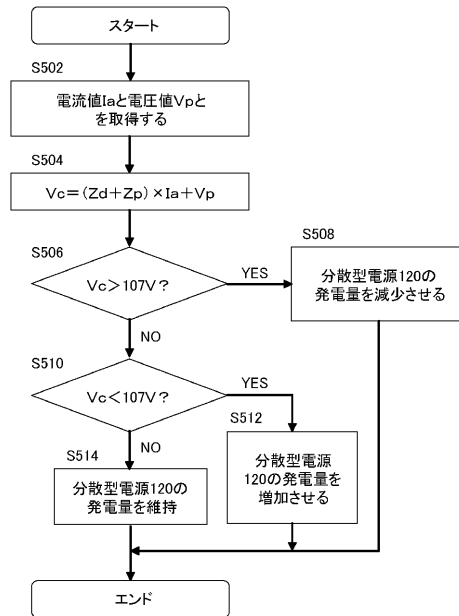 スタート
S502
電流値Iaと電圧値Vpと
を取得する
S504
Vc=(Zd+Zp)×Ia+Vp
S506
Vc>107V?
YES
NO
S508
分散型電源120の
発電量を減少させる
S510
Vc<107V?
YES
NO
S512
分散型電源
120の発電量を
増加させる
S514
分散型電源120の
発電量を維持
エンド